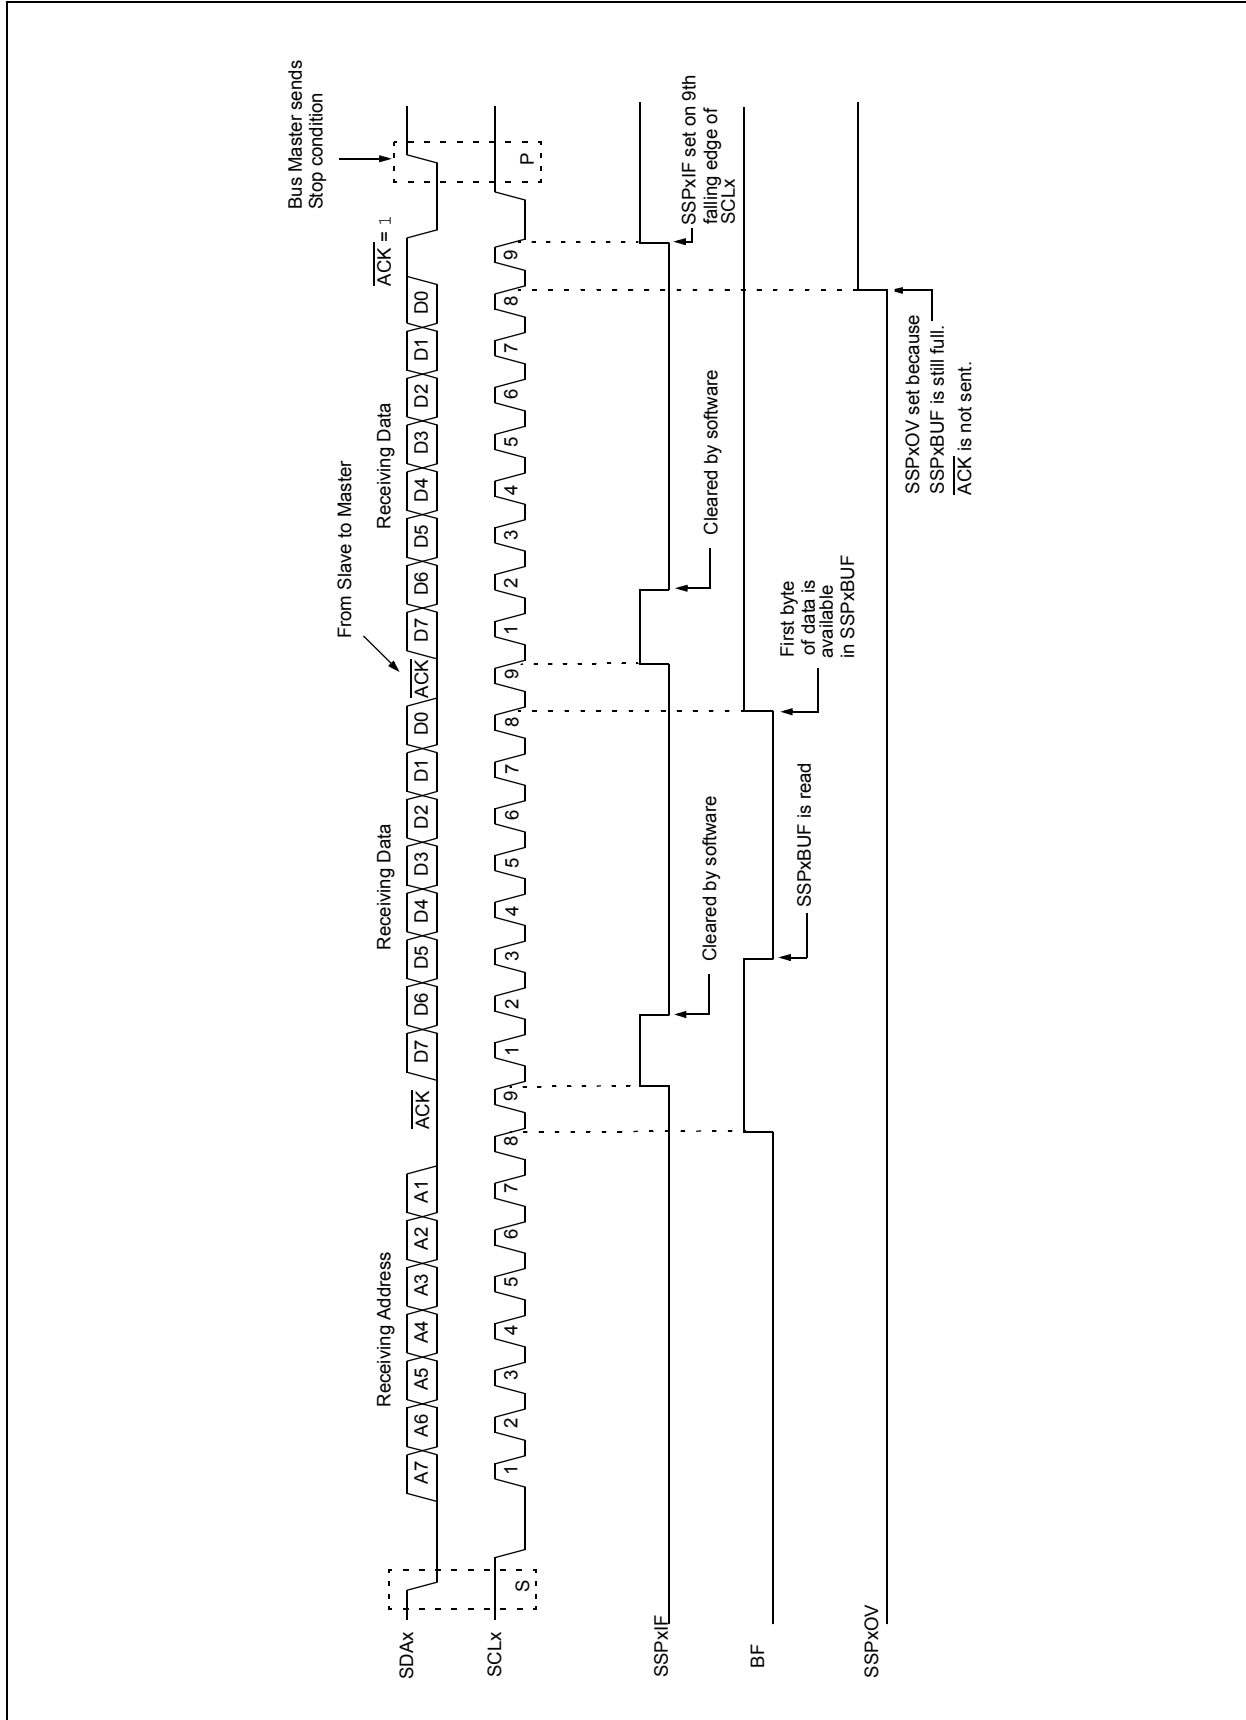 Bus Master sends
Stop condition
From Slave to Master
Receiving Address
Receiving Data
Receiving Data
ACK = 1
SDAx
A7 A6 A5 A4 A3 A2 A1 ACK D7 D6 D5 D4 D3 D2 D1 D0 ACK D7 D6 D5 D4 D3 D2 D1 D0
SCLx
S 1 2 3 4 5 6 7 8 9 1 2 3 4 5 6 7 8 9 1 2 3 4 5 6 7 8 9 P
SSPxIF
Cleared by software
Cleared by software
SSPxIF set on 9th
falling edge of
SCLx
BF
SSPxBUF is read
First byte
of data is
available
in SSPxBUF
SSPxOV
SSPxOV set because
SSPxBUF is still full.
ACK is not sent.